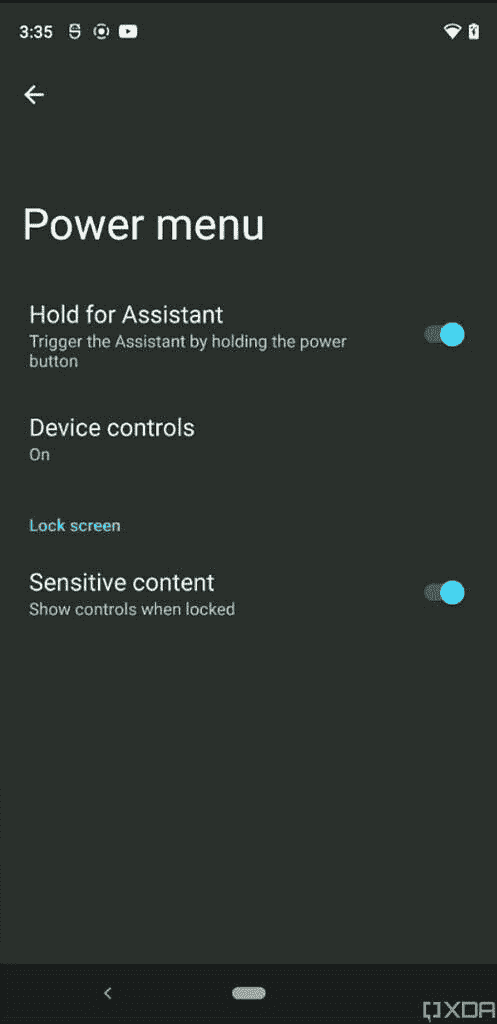 3:35
Power menu
Hold for Assistant
Trigger the Assistant by holding the power
button
Device controls
On
Lock screen
Sensitive content
Show controls when locked
XDA